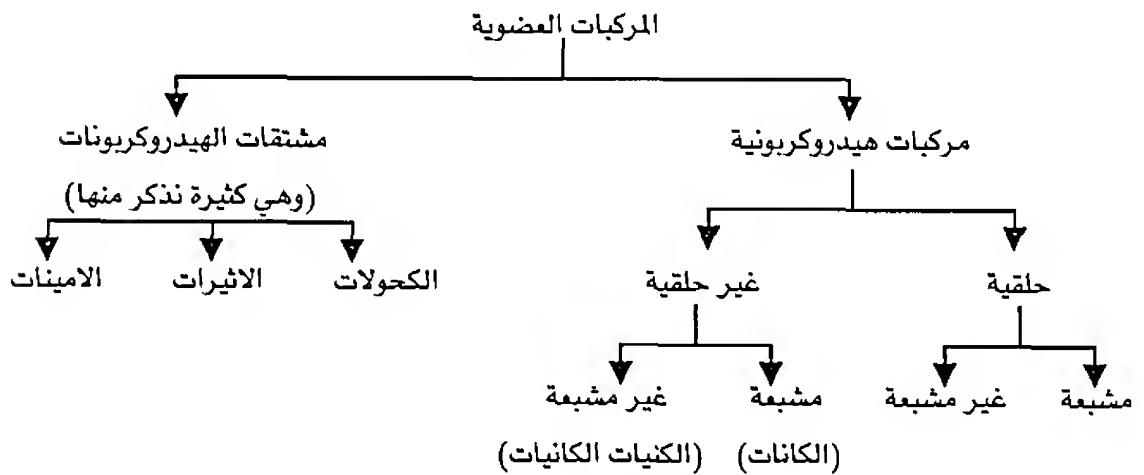 المركبات العضوية
مركبات هيدروكربونية
مشتقات الهيدروكربونات
(وهي كثيرة نذكر منها)
الكحولات
الاثيرات
الامينات
حلقية
غير حلقية
مشبعة
غير مشبعة
مشبعة
غير مشبعة
(الكانات)
(الكنيات الكانيات)